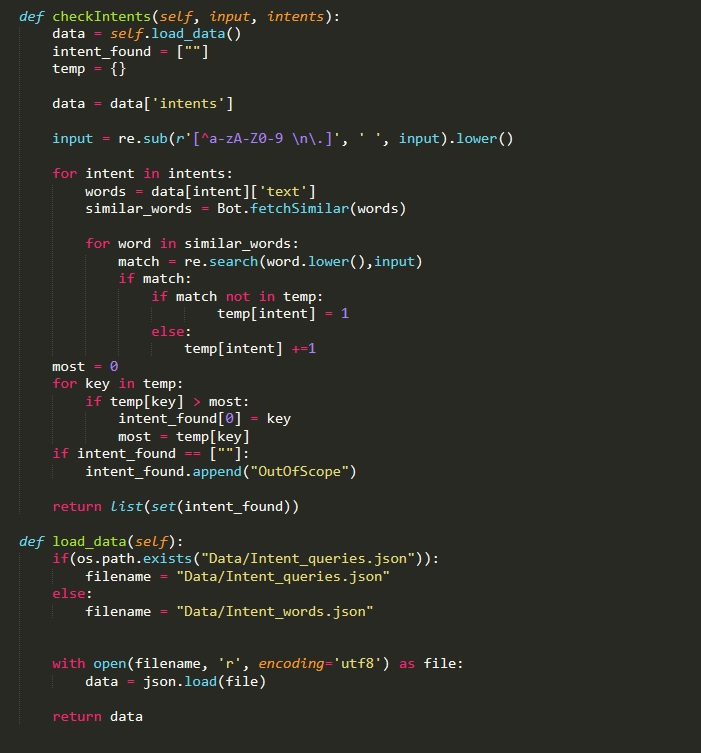 def checkIntents(self, input, intents):
    data = self.load_data()
    intent_found = [""]
    temp = {}

    data = data['intents']

    input = re.sub(r'[^a-zA-Z0-9 \n\.]', ' ', input).lower()

    for intent in intents:
        words = data[intent]['text']
        similar_words = Bot.fetchSimilar(words)

        for word in similar_words:
            match = re.search(word.lower(),input)
            if match:
                if match not in temp:
                        temp[intent] = 1
                else:
                    temp[intent] +=1
    most = 0
    for key in temp:
        if temp[key] > most:
            intent_found[0] = key
            most = temp[key]
    if intent_found == [""]:
        intent_found.append("OutOfScope")

    return list(set(intent_found))

def load_data(self):
    if(os.path.exists("Data/Intent_queries.json")):
        filename = "Data/Intent_queries.json"
    else:
        filename = "Data/Intent_words.json"


    with open(filename, 'r', encoding='utf8') as file:
        data = json.load(file)

    return data